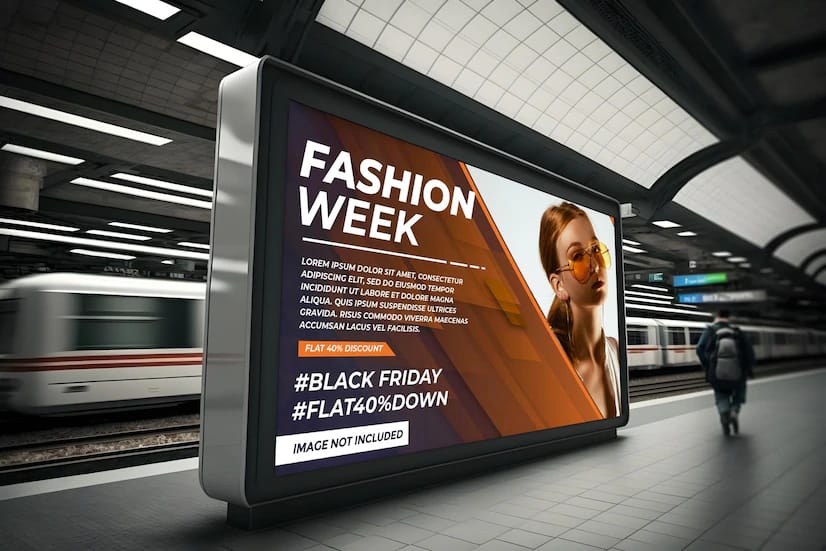 FASHION
WEEK
LOREM IPSUM DOLOR SIT AMET, CONSECTETUR
ADIPISCING ELIT, SED DO EIUSMOD TEMPOR
INCIDIDUNT UT LABORE ET DOLORE MAGNA
ALIQUA. QUIS IPSUM SUSPENDISSE ULTRICES
GRAVIDA. RISUS COMMODO VIVERRA MAECENAS
ACCUMSAN LACUS VEL FACILISIS.
FLAT 40% DISCOUNT
#BLACK FRIDAY
#FLAT40%DOWN
IMAGE NOT INCLUDED